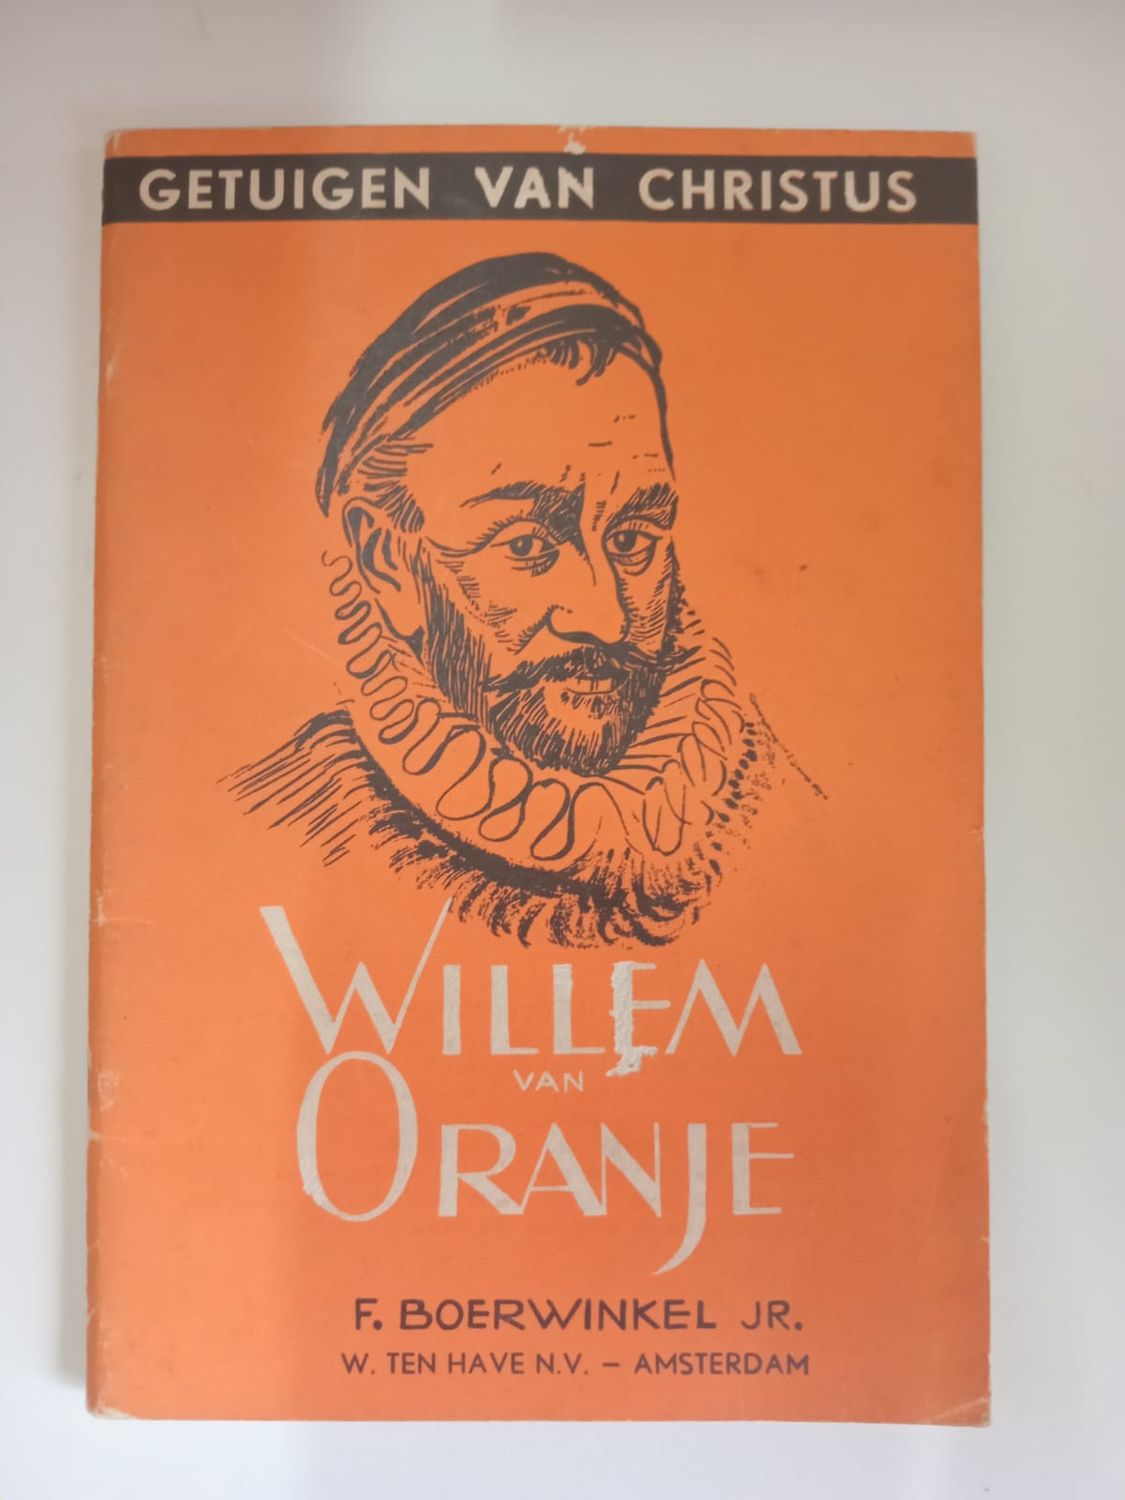 GETUIGEN VAN CHRISTUS
WILLEM
VAN
ORANJE
F. BOERWINKEL JR.
W. TEN HAVE N.V. – AMSTERDAM